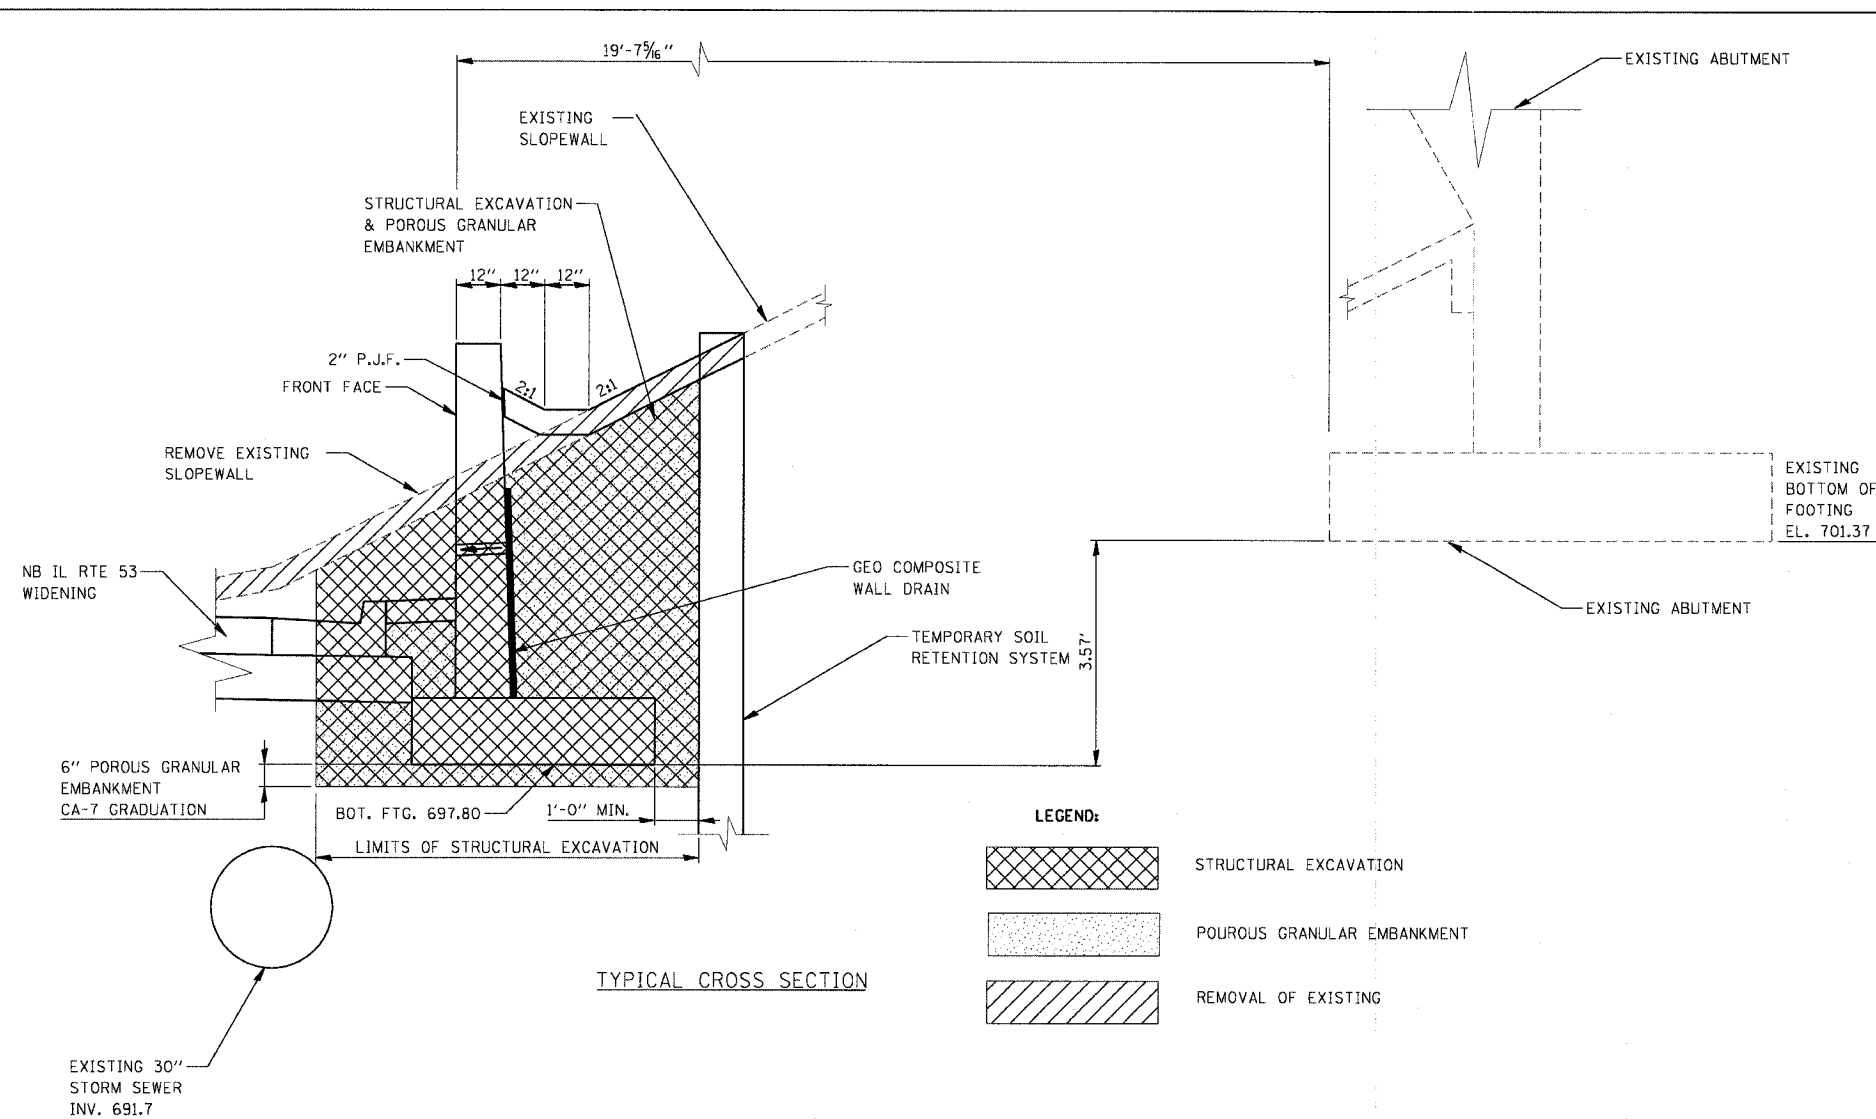 19'-7 5/16"
EXISTING ABUTMENT
EXISTING
SLOPEWALL
STRUCTURAL EXCAVATION
& POROUS GRANULAR
EMBANKMENT
12" 12" 12"
2" P.J.F.
2:1 2:1
FRONT FACE
REMOVE EXISTING
SLOPEWALL
EXISTING
BOTTOM OF
FOOTING
EL. 701.37
NB IL RTE 53
WIDENING
GEO COMPOSITE
WALL DRAIN
EXISTING ABUTMENT
TEMPORARY SOIL
RETENTION SYSTEM
3.57'
6" POROUS GRANULAR
EMBANKMENT
CA-7 GRADUATION
BOT. FTG. 697.80
1'-0" MIN.
LIMITS OF STRUCTURAL EXCAVATION
LEGEND:
STRUCTURAL EXCAVATION
POUROUS GRANULAR EMBANKMENT
REMOVAL OF EXISTING
TYPICAL CROSS SECTION
EXISTING 30"
STORM SEWER
INV. 691.7